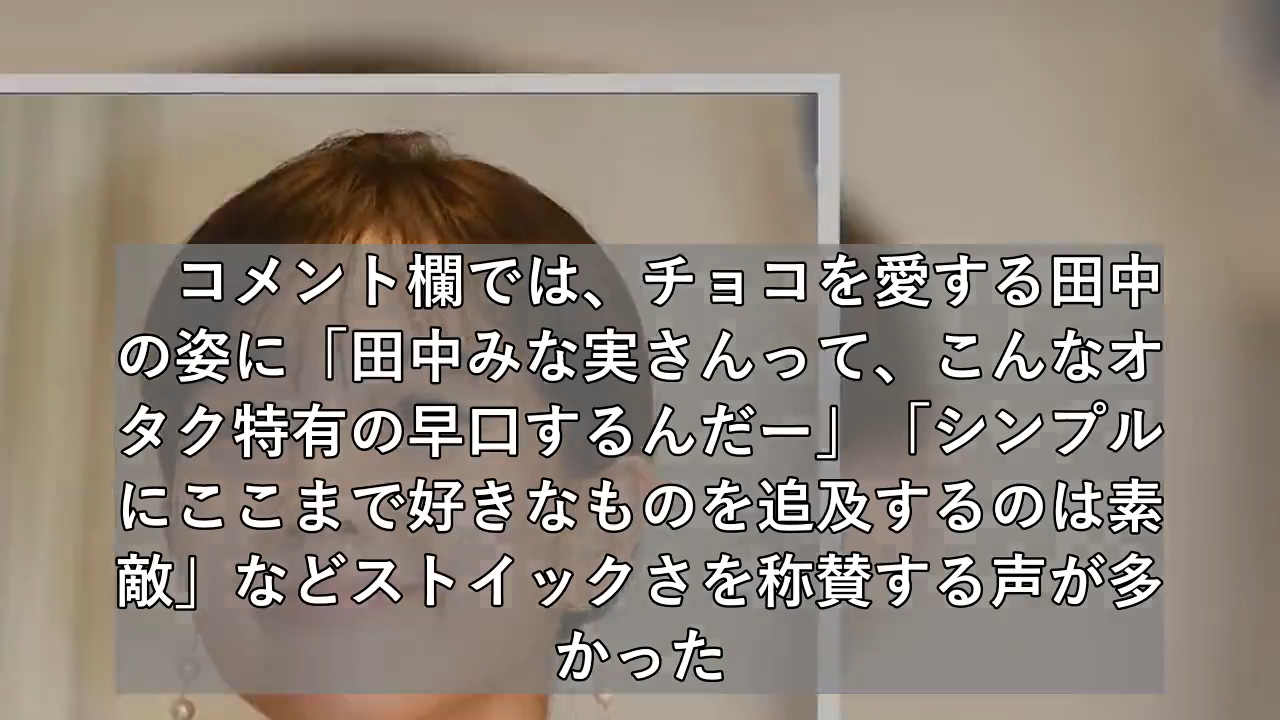 コメント欄では、チョコを愛する田中
の姿に「田中みな実さんって、こんなオ
タク特有の早口するんだー」「シンプル
にここまで好きなものを追及するのは素
敵」などストイックさを称賛する声が多
かった